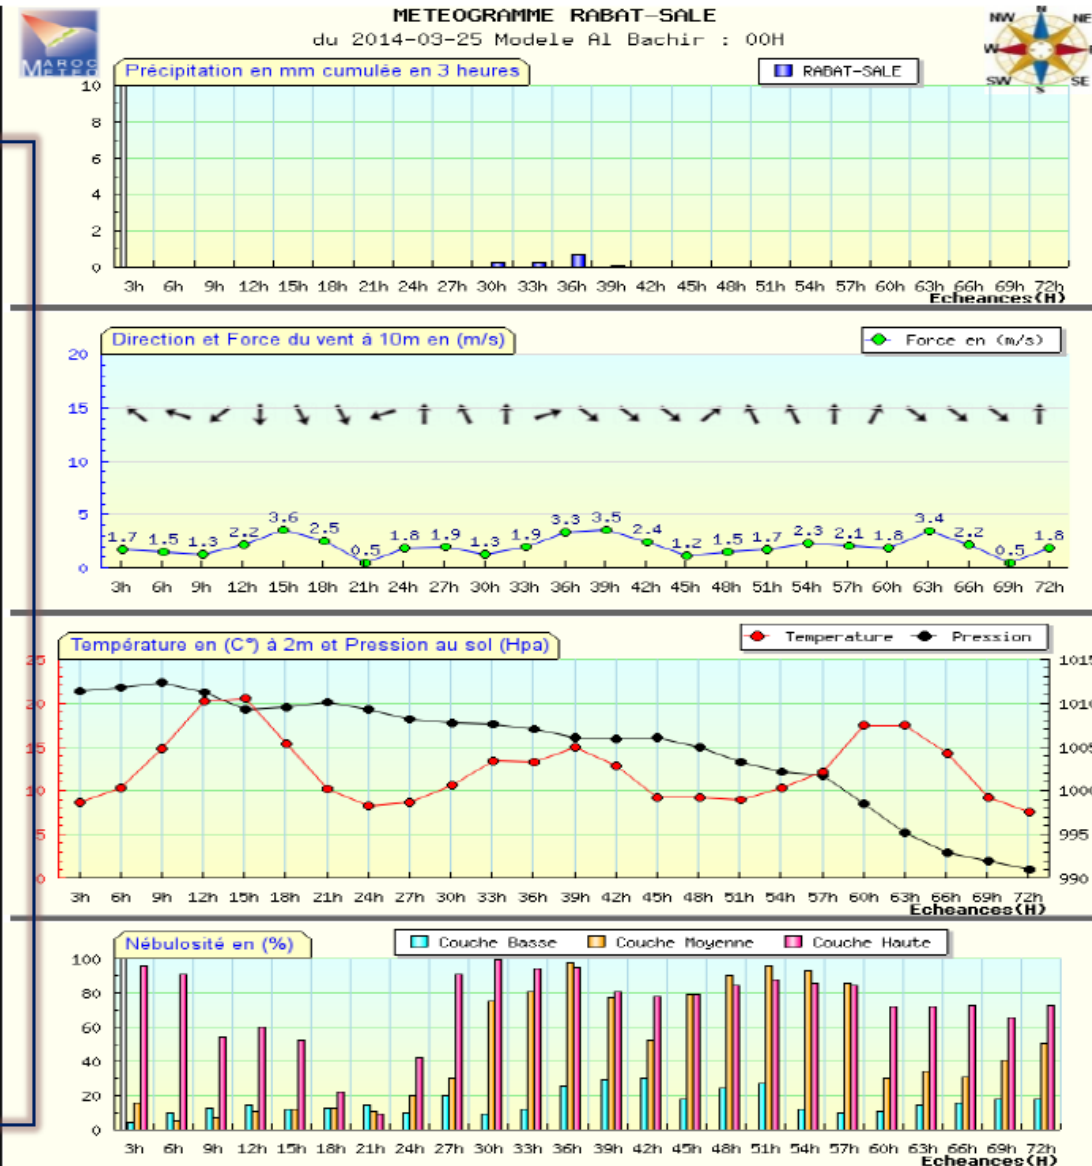 METEOGRAMME RABAT-SALE
du 2014-03-25 Modele Al Bachir : 00H
MAROC
METEO
N
NE
E
SE
S
SW
W
NW
Précipitation en mm cumulée en 3 heures
RABAT-SALE
10
8
6
4
2
0
3h 6h 9h 12h 15h 18h 21h 24h 27h 30h 33h 36h 39h 42h 45h 48h 51h 54h 57h 60h 63h 66h 69h 72h
Echeances(H)
Direction et Force du vent á 10m en (m/s)
Force en (m/s)
20
15
10
5
0
1.7 1.5 1.3 2.2 3.6 2.5 0.5 1.8 1.9 1.3 1.9 3.3 3.5 2.4 1.2 1.5 1.7 2.3 2.1 1.8 3.4 2.2 0.5 1.8
3h 6h 9h 12h 15h 18h 21h 24h 27h 30h 33h 36h 39h 42h 45h 48h 51h 54h 57h 60h 63h 66h 69h 72h
Température en (C°) à 2m et Pression au sol (Hpa)
Temperature Pression
25 1015
20 1010
15 1005
10 1000
5 995
0 990
3h 6h 9h 12h 15h 18h 21h 24h 27h 30h 33h 36h 39h 42h 45h 48h 51h 54h 57h 60h 63h 66h 69h 72h
Echeances(H)
Nébulosité en (%)
Couche Basse Couche Moyenne Couche Haute
100
80
60
40
20
0
3h 6h 9h 12h 15h 18h 21h 24h 27h 30h 33h 36h 39h 42h 45h 48h 51h 54h 57h 60h 63h 66h 69h 72h
Echeances(H)